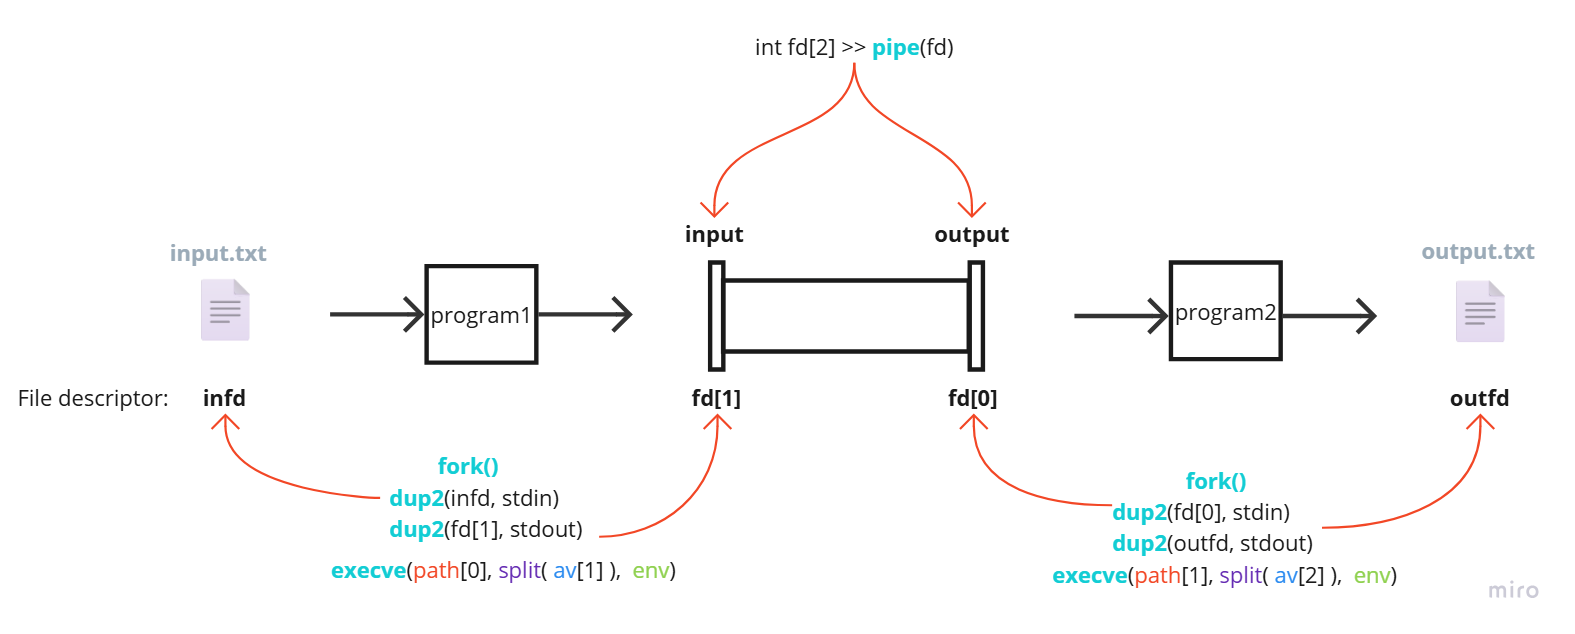 int fd[2] >> pipe(fd)
input output
input.txt output.txt
program1 program2
File descriptor: infd fd[1] fd[0] outfd
fork()
dup2(infd, stdin)
dup2(fd[1], stdout)
execve(path[0], split( av[1] ), env)
fork()
dup2(fd[0], stdin)
dup2(outfd, stdout)
execve(path[1], split( av[2] ), env)
miro